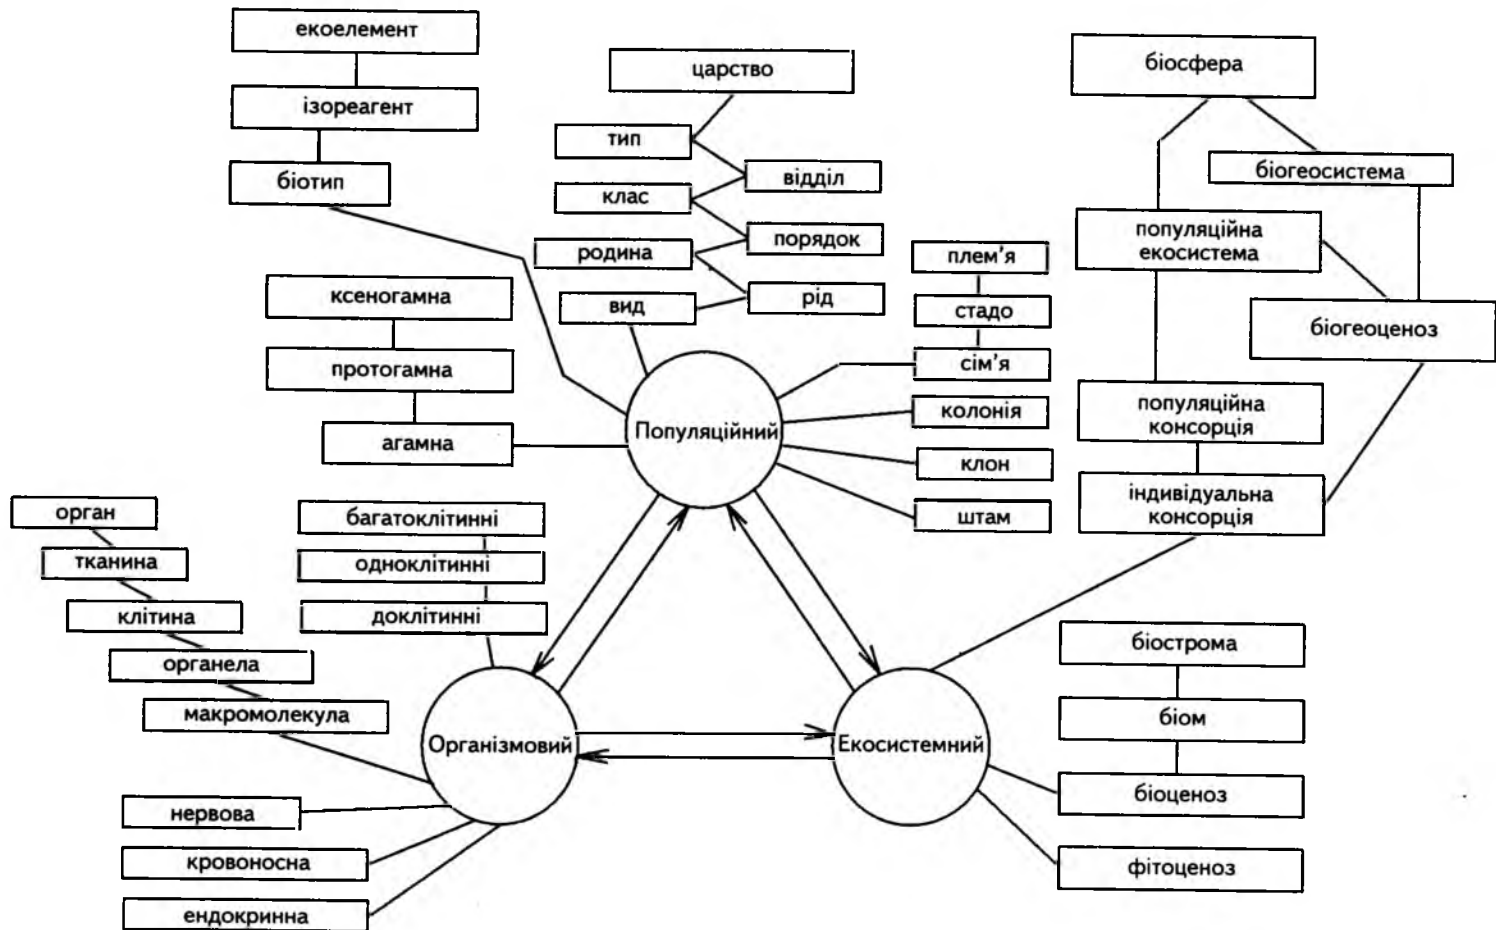 екоелемент
ізореагент
біотип
царство
тип
відділ
клас
порядок
родина
рід
вид
біосфера
біогеосистема
популяційна
екосистема
біогеоценоз
популяційна
консорція
індивідуальна
консорція
плем’я
стадо
сім’я
колонія
клон
штам
ксеногамна
протогамна
агамна
Популяційний
багатоклітинні
одноклітинні
доклітинні
орган
тканина
клітина
органела
макромолекула
Організмовий
Екосистемний
нервова
кровоносна
ендокринна
біострома
біом
біоценоз
фітоценоз